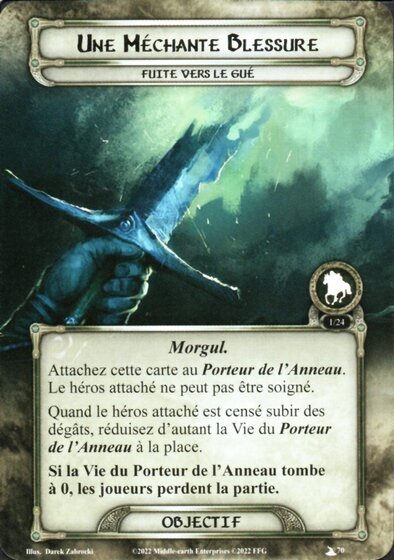 Une Méchante Blessure
Fuite vers le Gué
1/24
Morgul.
Attachez cette carte au Porteur de l'Anneau.
Le héros attaché ne peut pas être soigné.
Quand le héros attaché est censé subir des
dégâts, réduisez d'autant la Vie du Porteur
de l'Anneau à la place.
Si la Vie du Porteur de l'Anneau tombe
à 0, les joueurs perdent la partie.
Objectif
Illus. Darek Zabrocki ©2022 Middle-earth Enterprises ©2022 FFG 70